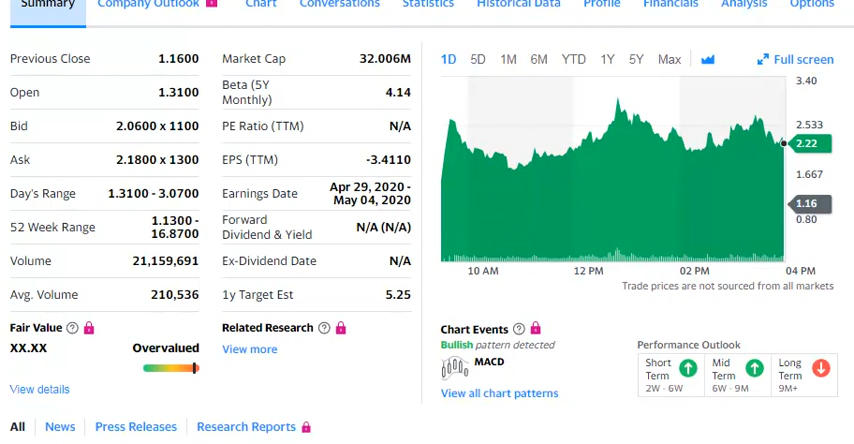 Summary Company Outlook Chart Conversations Statistics Historical Data Profile Financials Analysis Options
Previous Close 1.1600
Open 1.3100
Bid 2.0600 x 1100
Ask 2.1800 x 1300
Day's Range 1.3100 - 3.0700
52 Week Range 1.1300 -
16.8700
Volume 21,159,691
Avg. Volume 210,536
Market Cap 32.006M
Beta (5Y
Monthly) 4.14
PE Ratio (TTM) N/A
EPS (TTM) -3.4110
Earnings Date Apr 29, 2020 -
May 04, 2020
Forward
Dividend & Yield N/A (N/A)
Ex-Dividend Date N/A
1y Target Est 5.25
Fair Value ?
XX.XX Overvalued
View details
Related Research ?
View more
1D 5D 1M 6M YTD 1Y 5Y Max Full screen
3.40
2.533
2.22
1.667
1.16
0.80
10 AM 12 PM 02 PM 04 PM
Trade prices are not sourced from all markets
Chart Events ?
Bullish pattern detected
MACD
View all chart patterns
Performance Outlook
Short
Term
2W - 6W
Mid
Term
6W - 9M
Long
Term
9M+
All News Press Releases Research Reports